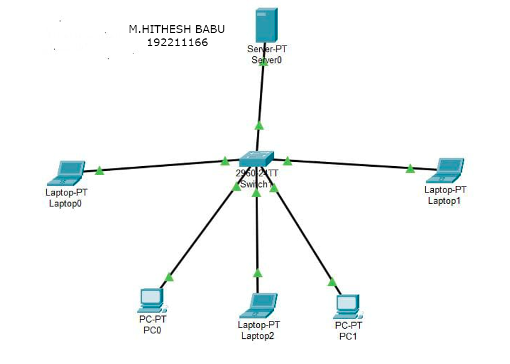 M.HITHESH BABU
192211166
Server-PT
Server0
2960-24TT
Switch
Laptop-PT
Laptop0
Laptop-PT
Laptop1
PC-PT
PC0
Laptop-PT
Laptop2
PC-PT
PC1